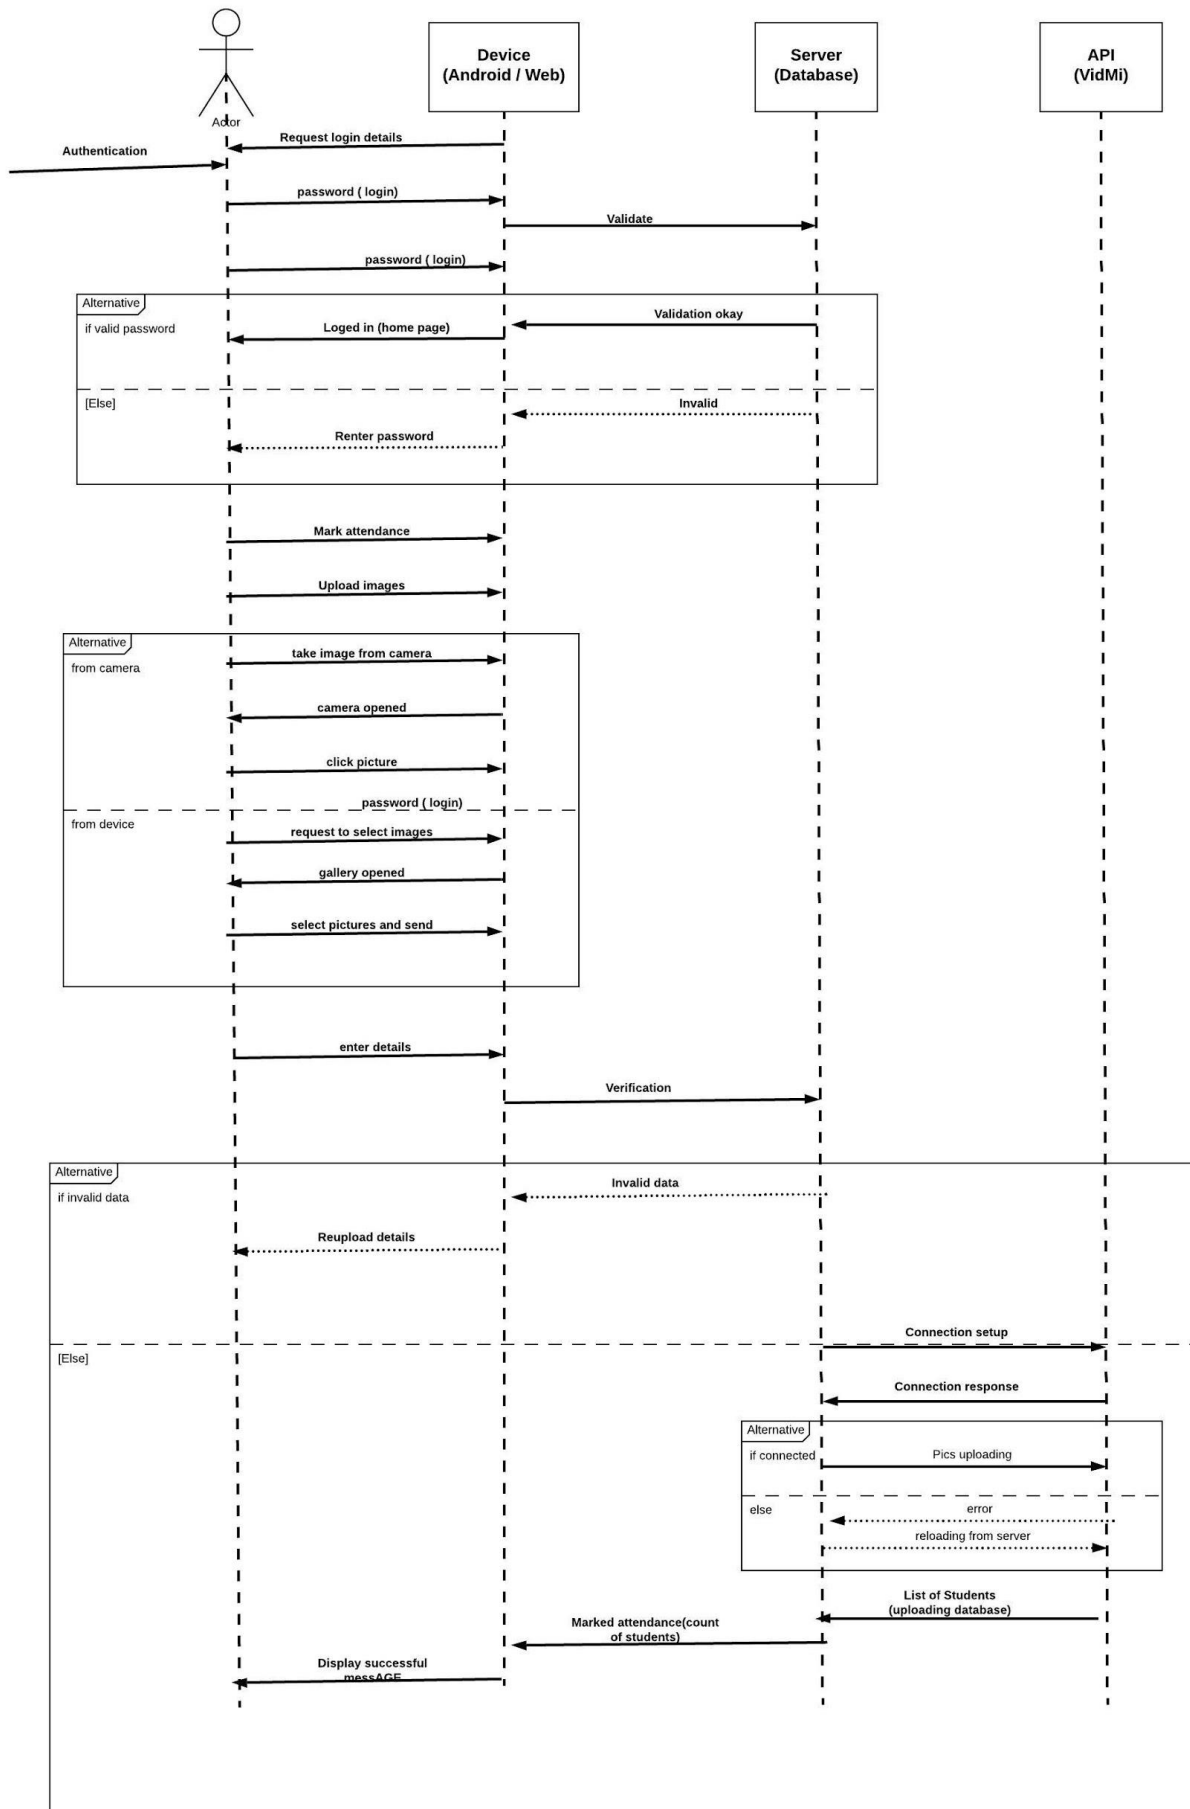 Device
(Android / Web)
Server
(Database)
API
(VidMi)
Actor
Request login details
Authentication
password ( login)
Validate
password ( login)
Alternative
if valid password
Validation okay
Loged in (home page)
[Else]
Invalid
Renter password
Mark attendance
Upload images
Alternative
from camera
take image from camera
camera opened
click picture
password ( login)
from device
request to select images
gallery opened
select pictures and send
enter details
Verification
Alternative
if invalid data
Invalid data
Reupload details
Connection setup
[Else]
Connection response
Alternative
if connected
Pics uploading
else
error
reloading from server
List of Students
(uploading database)
Marked attendance(count
of students)
Display successful
messAGE